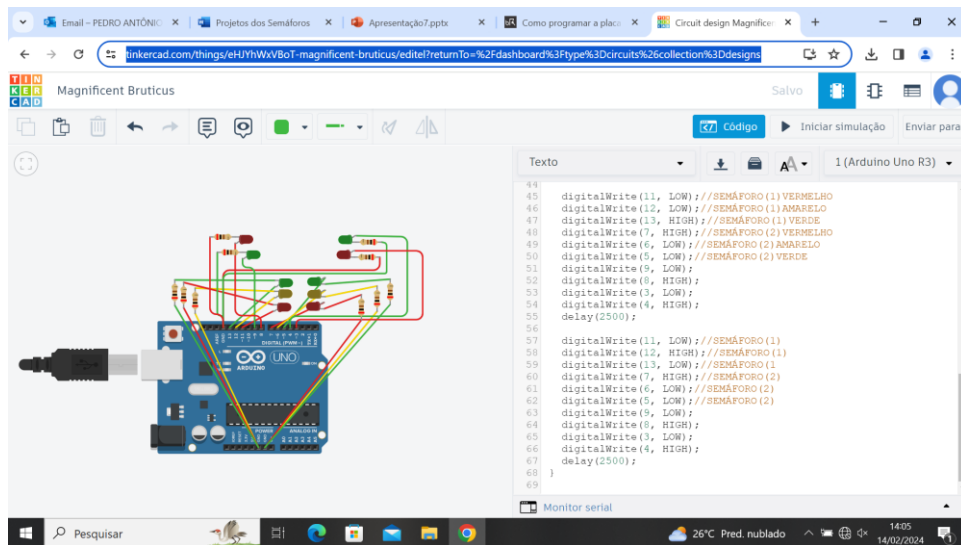 Email – PEDRO ANTÔNIC
Projetos dos Semáforos
Apresentação7.pptx
Como programar a placa
Circuit design Magnificen
tinkercad.com/things/eHJYhWxVBoT-magnificent-bruticus/editel?returnTo=%2Fdashboard%3Ftype%3Dcircuits%26collection%3Ddesigns
TIN
KER
CAD
Magnificent Bruticus
Salvo
Código
Iniciar simulação
Enviar para
Texto
1 (Arduino Uno R3)
44
45 digitalWrite(11, LOW);//SEMÁFORO(1)VERMELHO
46 digitalWrite(12, LOW);//SEMÁFORO(1)AMARELO
47 digitalWrite(13, HIGH);//SEMÁFORO(1)VERDE
48 digitalWrite(7, HIGH);//SEMÁFORO(2)VERMELHO
49 digitalWrite(6, LOW);//SEMÁFORO(2)AMARELO
50 digitalWrite(5, LOW);//SEMÁFORO(2)VERDE
51 digitalWrite(9, LOW);
52 digitalWrite(8, HIGH);
53 digitalWrite(3, LOW);
54 digitalWrite(4, HIGH);
55 delay(2500);
56
57 digitalWrite(11, LOW);//SEMÁFORO(1)
58 digitalWrite(12, HIGH);//SEMÁFORO(1)
59 digitalWrite(13, LOW);//SEMÁFORO(1
60 digitalWrite(7, HIGH);//SEMÁFORO(2)
61 digitalWrite(6, LOW);//SEMÁFORO(2)
62 digitalWrite(5, LOW);//SEMÁFORO(2)
63 digitalWrite(9, LOW);
64 digitalWrite(8, HIGH);
65 digitalWrite(3, LOW);
66 digitalWrite(4, HIGH);
67 delay(2500);
68 }
69
DIGITAL (PWM~)
UNO
ARDUINO
POWER
ANALOG IN
Monitor serial
Pesquisar
26°C Pred. nublado
14:05
14/02/2024